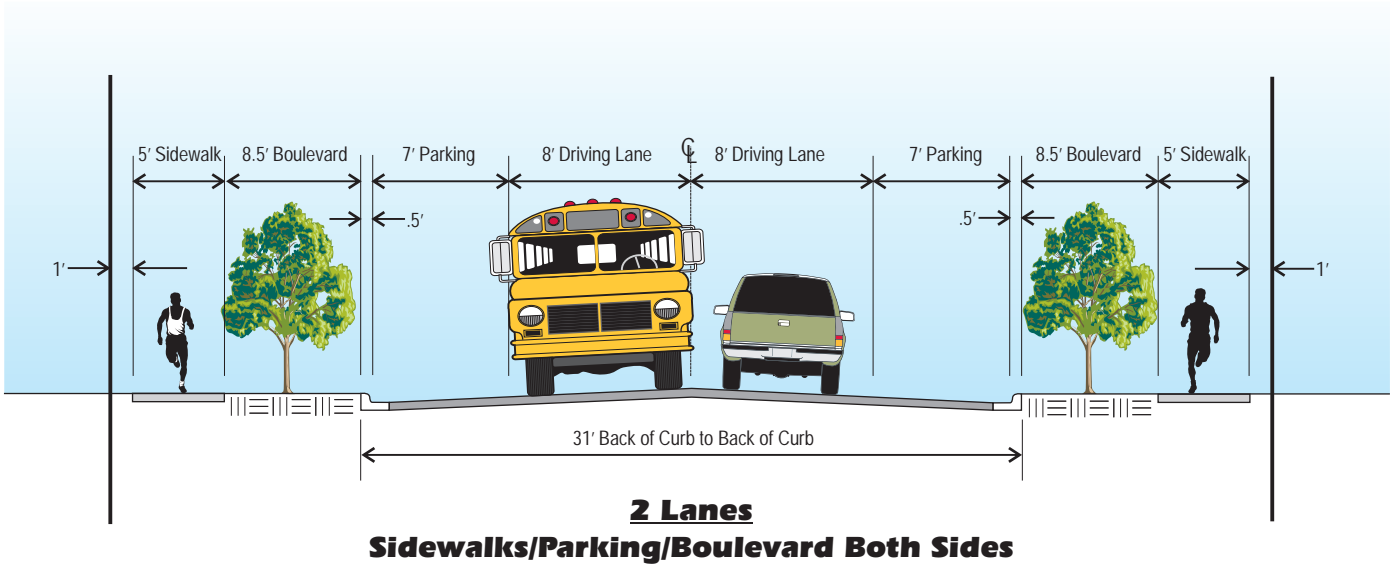 5' Sidewalk 8.5' Boulevard 7' Parking 8' Driving Lane ℄ 8' Driving Lane 7' Parking 8.5' Boulevard 5' Sidewalk
.5' .5'
1' 1'
31' Back of Curb to Back of Curb
2 Lanes
Sidewalks/Parking/Boulevard Both Sides